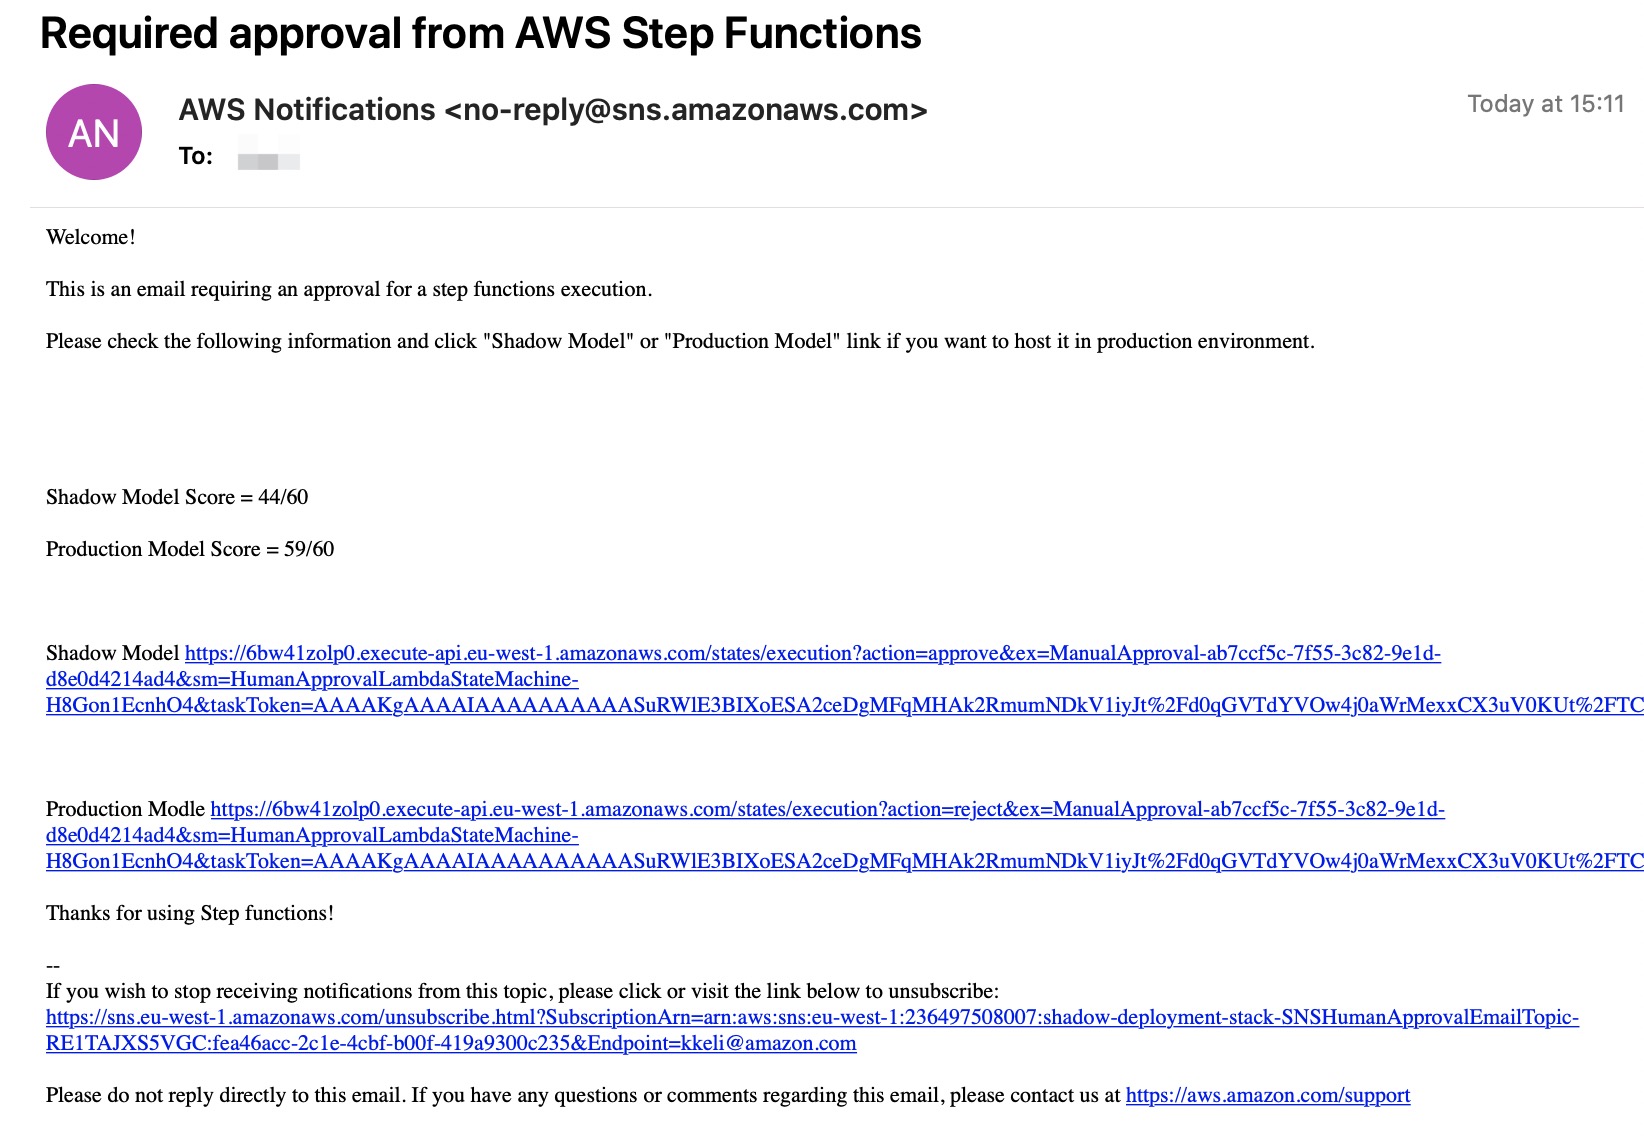 Required approval from AWS Step Functions
AN
AWS Notifications <no-reply@sns.amazonaws.com>
Today at 15:11
To:
Welcome!
This is an email requiring an approval for a step functions execution.
Please check the following information and click "Shadow Model" or "Production Model" link if you want to host it in production environment.
Shadow Model Score = 44/60
Production Model Score = 59/60
Shadow Model https://6bw41zolp0.execute-api.eu-west-1.amazonaws.com/states/execution?action=approve&ex=ManualApproval-ab7ccf5c-7f55-3c82-9e1d-
d8e0d4214ad4&sm=HumanApprovalLambdaStateMachine-
H8Gon1EcnhO4&taskToken=AAAAKgAAAAIAAAAAAAAAASuRWlE3BIXoESA2ceDgMFqMHAk2RmumNDkV1iyJt%2Fd0qGVTdYVOw4j0aWrMexxCX3uV0KUt%2FTC
Production Modle https://6bw41zolp0.execute-api.eu-west-1.amazonaws.com/states/execution?action=reject&ex=ManualApproval-ab7ccf5c-7f55-3c82-9e1d-
d8e0d4214ad4&sm=HumanApprovalLambdaStateMachine-
H8Gon1EcnhO4&taskToken=AAAAKgAAAAIAAAAAAAAAASuRWlE3BIXoESA2ceDgMFqMHAk2RmumNDkV1iyJt%2Fd0qGVTdYVOw4j0aWrMexxCX3uV0KUt%2FTC
Thanks for using Step functions!
--
If you wish to stop receiving notifications from this topic, please click or visit the link below to unsubscribe:
https://sns.eu-west-1.amazonaws.com/unsubscribe.html?SubscriptionArn=arn:aws:sns:eu-west-1:236497508007:shadow-deployment-stack-SNSHumanApprovalEmailTopic-
RE1TAJXS5VGC:fea46acc-2c1e-4cbf-b00f-419a9300c235&Endpoint=kkeli@amazon.com
Please do not reply directly to this email. If you have any questions or comments regarding this email, please contact us at https://aws.amazon.com/support